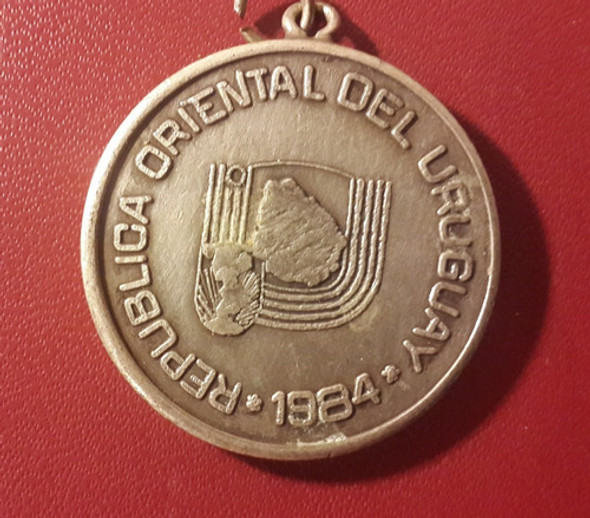 REPUBLICA ORIENTAL DEL URUGUAY
* 1984 *